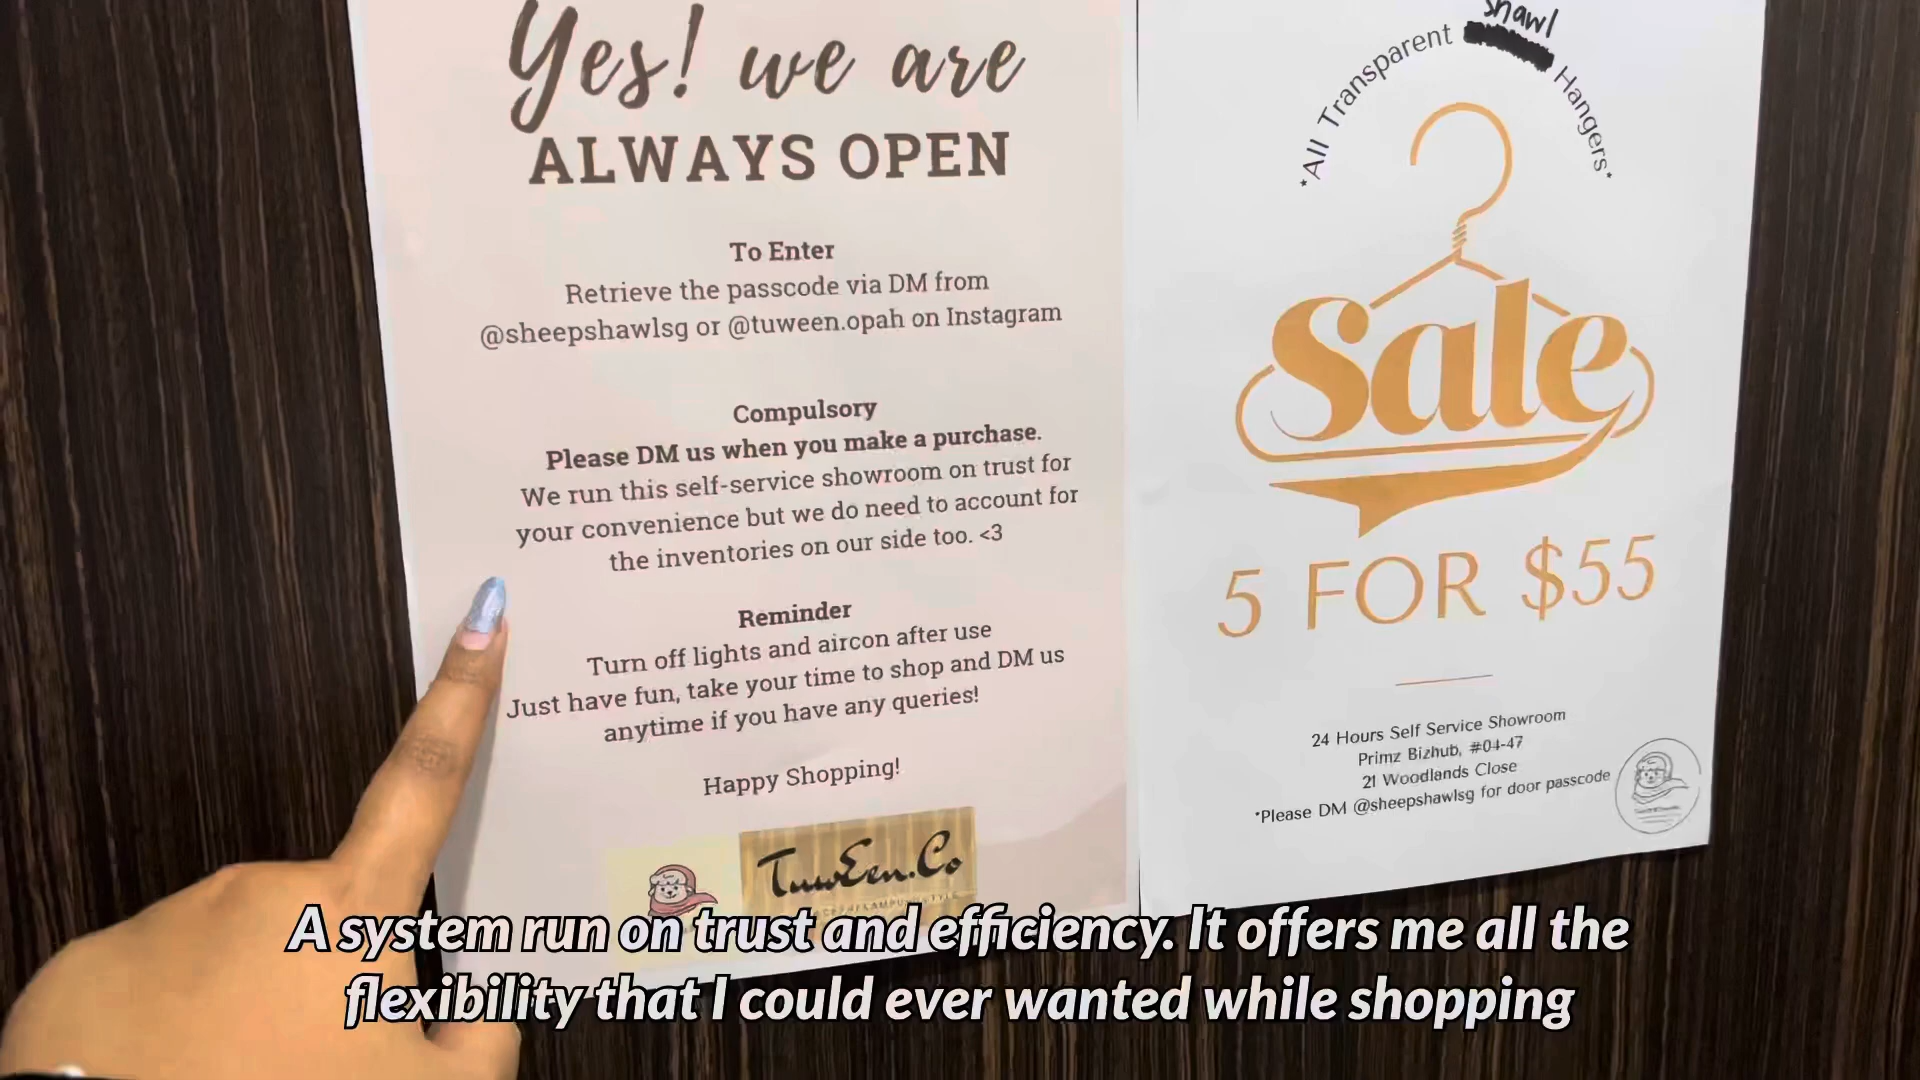 Yes! we are
ALWAYS OPEN
To Enter
Retrieve the passcode via DM from
@sheepshawlsg or @tuween.opah on Instagram
Compulsory
Please DM us when you make a purchase.
We run this self-service showroom on trust for
your convenience but we do need to account for
the inventories on our side too. <3
Reminder
Turn off lights and aircon after use
Just have fun, take your time to shop and DM us
anytime if you have any queries!
Happy Shopping!
TuwEen.Co
shawl
*All Transparent Hangers*
Sale
5 FOR $55
24 Hours Self Service Showroom
Primz Bizhub, #04-47
21 Woodlands Close
*Please DM @sheepshawlsg for door passcode
A system run on trust and efficiency. It offers me all the
flexibility that I could ever wanted while shopping